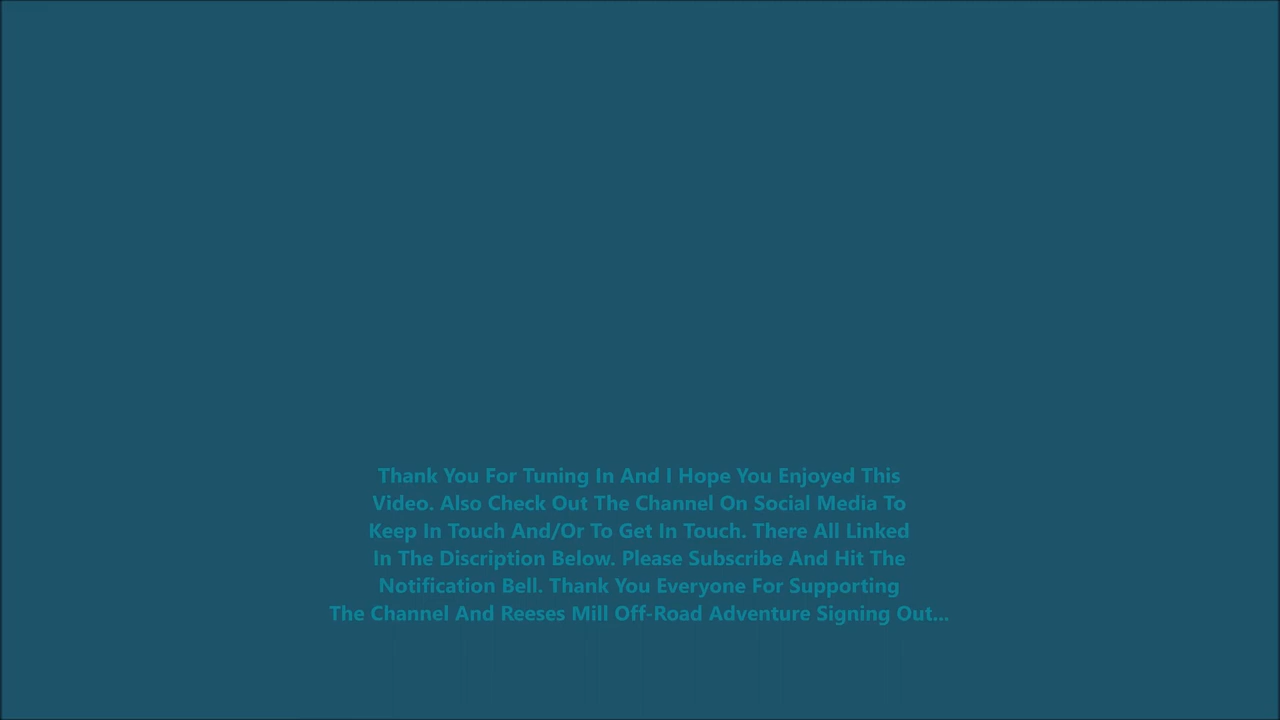 Thank You For Tuning In And I Hope You Enjoyed This
Video. Also Check Out The Channel On Social Media To
Keep In Touch And/Or To Get In Touch. There All Linked
In The Discription Below. Please Subscribe And Hit The
Notification Bell. Thank You Everyone For Supporting
The Channel And Reeses Mill Off-Road Adventure Signing Out...